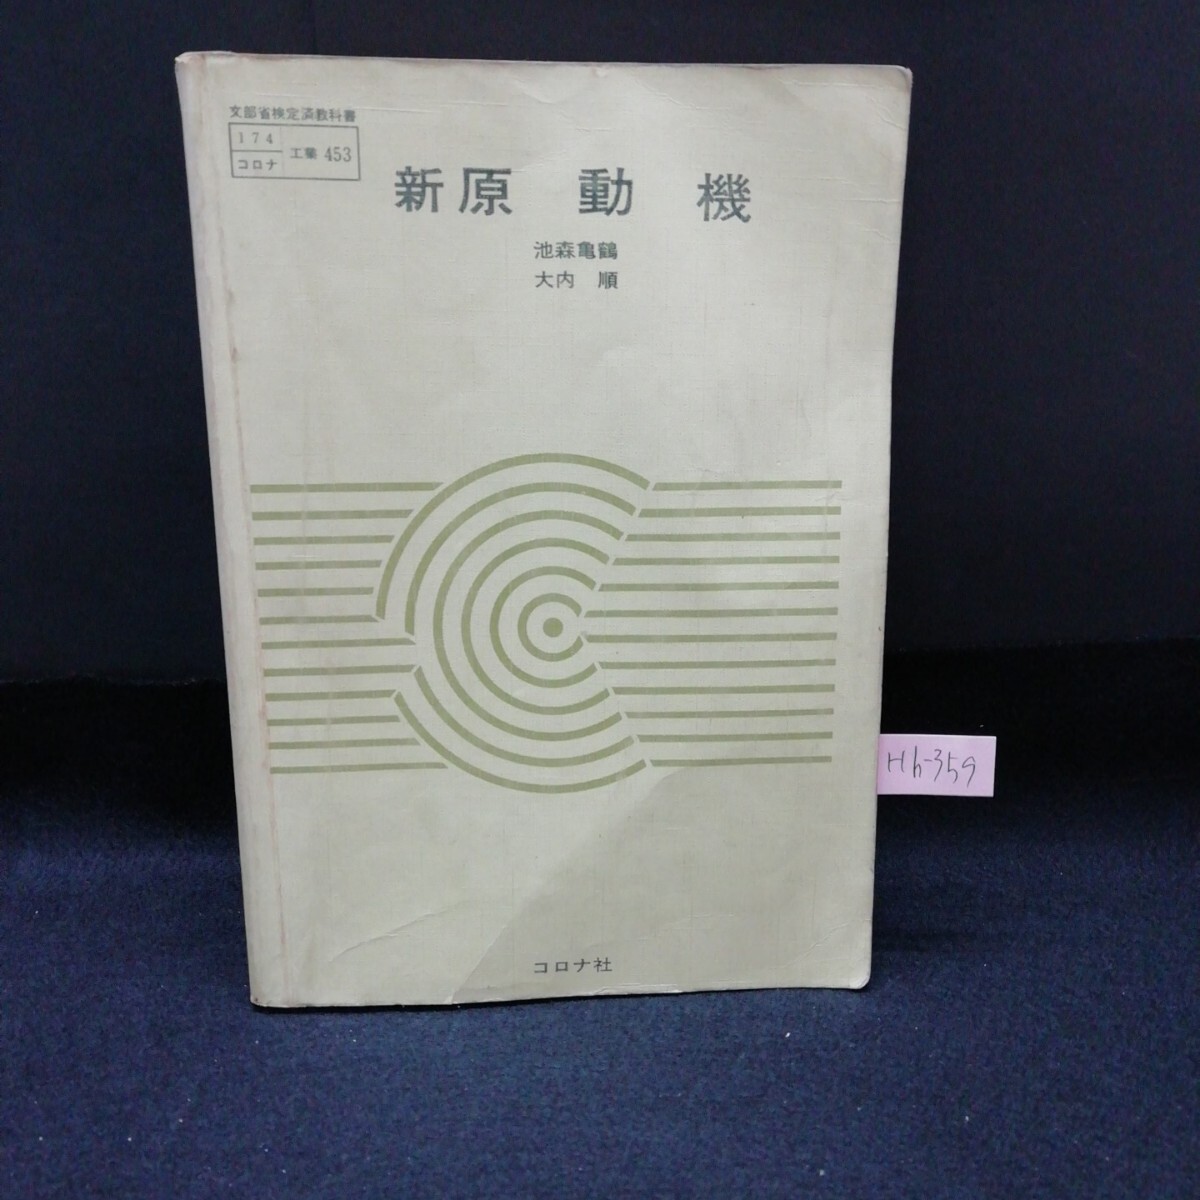 文部省検定済教科書
174
コロナ
工業 453
新原 動 機
池森亀鶴
大内 順
Hh-359
コロナ社